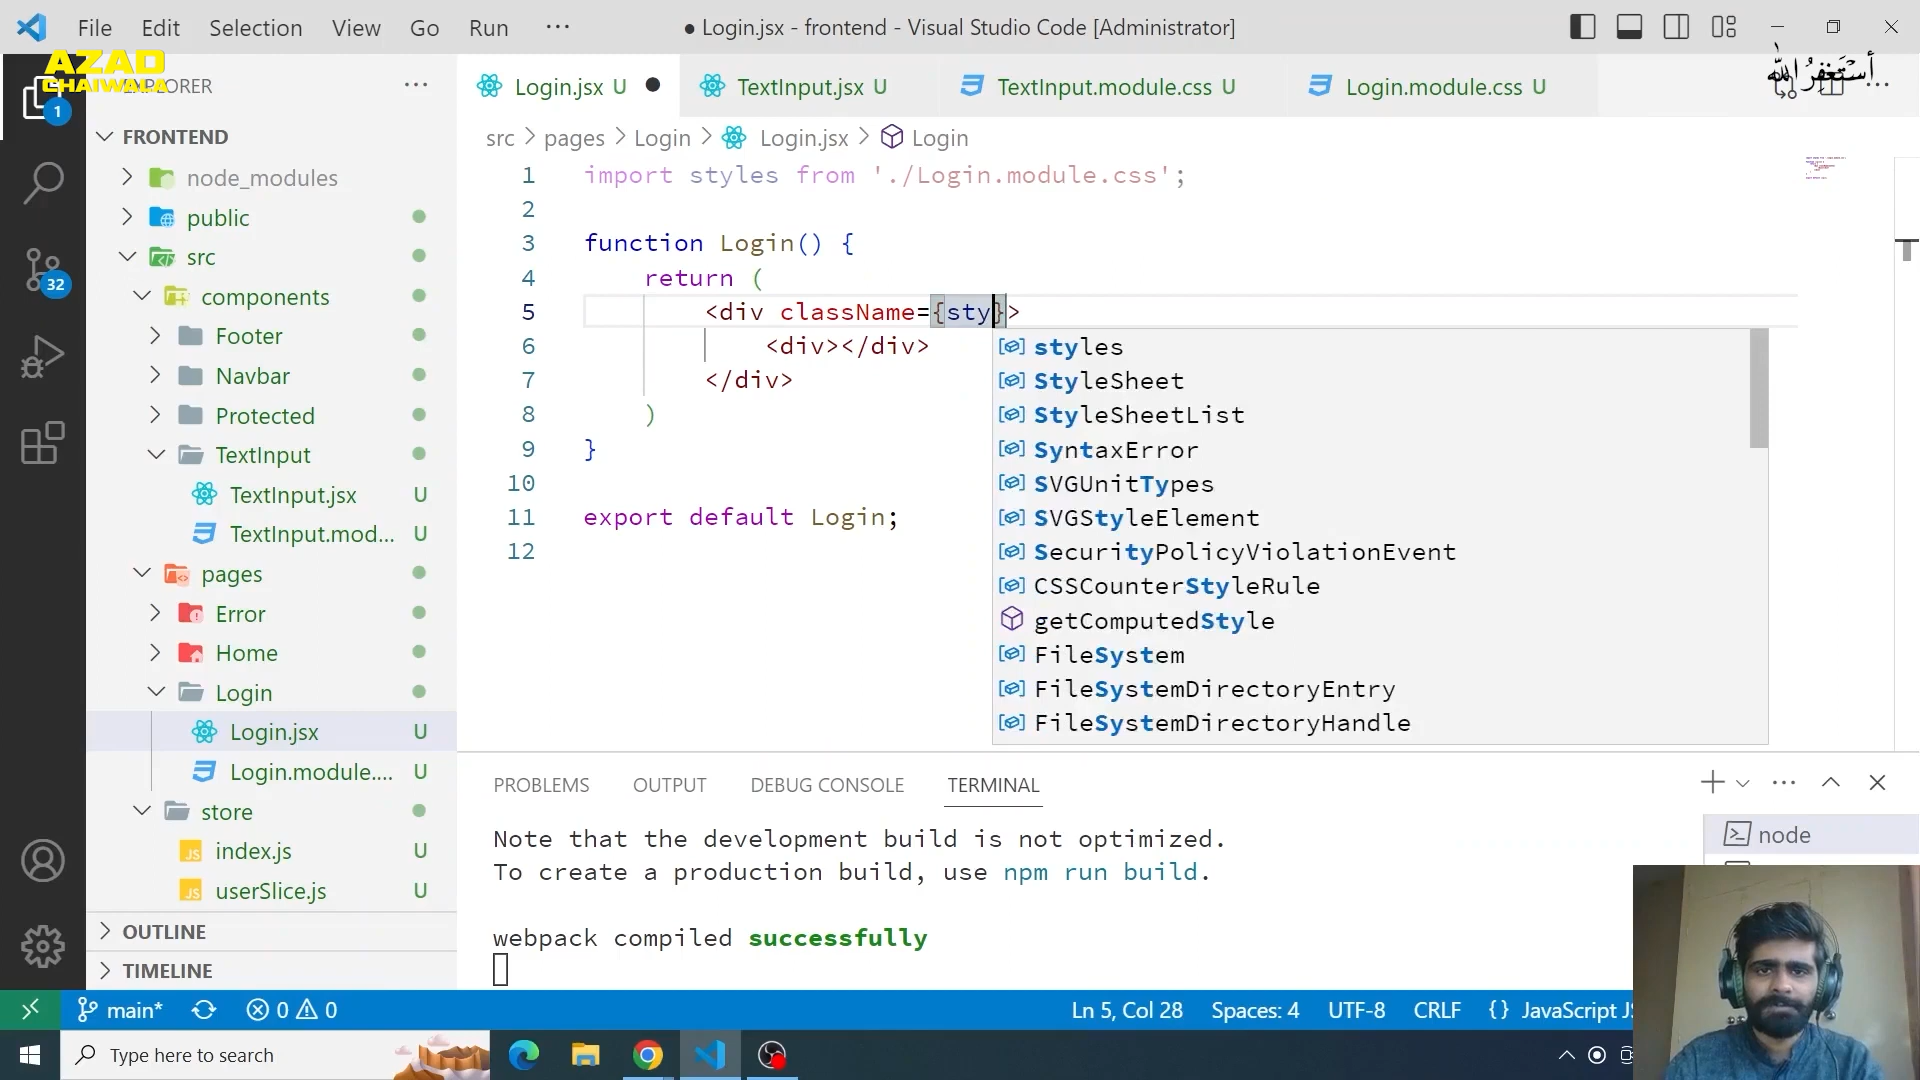 File Edit Selection View Go Run ··· ● Login.jsx - frontend - Visual Studio Code [Administrator]
AZAD
CHAIWALA
EXPLORER ···
Login.jsx U ● TextInput.jsx U TextInput.module.css U Login.module.css U
أستغفر الله
src > pages > Login > Login.jsx > Login
FRONTEND
node_modules
public
src
components
Footer
Navbar
Protected
TextInput
TextInput.jsx U
TextInput.mod... U
pages
Error
Home
Login
Login.jsx U
Login.module.... U
store
index.js U
userSlice.js U
OUTLINE
TIMELINE
1
32
1 import styles from './Login.module.css';
2
3 function Login() {
4 return (
5 <div className={sty}>
6 <div></div>
7 </div>
8 )
9 }
10
11 export default Login;
12
styles
StyleSheet
StyleSheetList
SyntaxError
SVGUnitTypes
SVGStyleElement
SecurityPolicyViolationEvent
CSSCounterStyleRule
getComputedStyle
FileSystem
FileSystemDirectoryEntry
FileSystemDirectoryHandle
PROBLEMS OUTPUT DEBUG CONSOLE TERMINAL
node
Note that the development build is not optimized.
To create a production build, use npm run build.
webpack compiled successfully
main* 0 0 Ln 5, Col 28 Spaces: 4 UTF-8 CRLF {} JavaScript
Type here to search